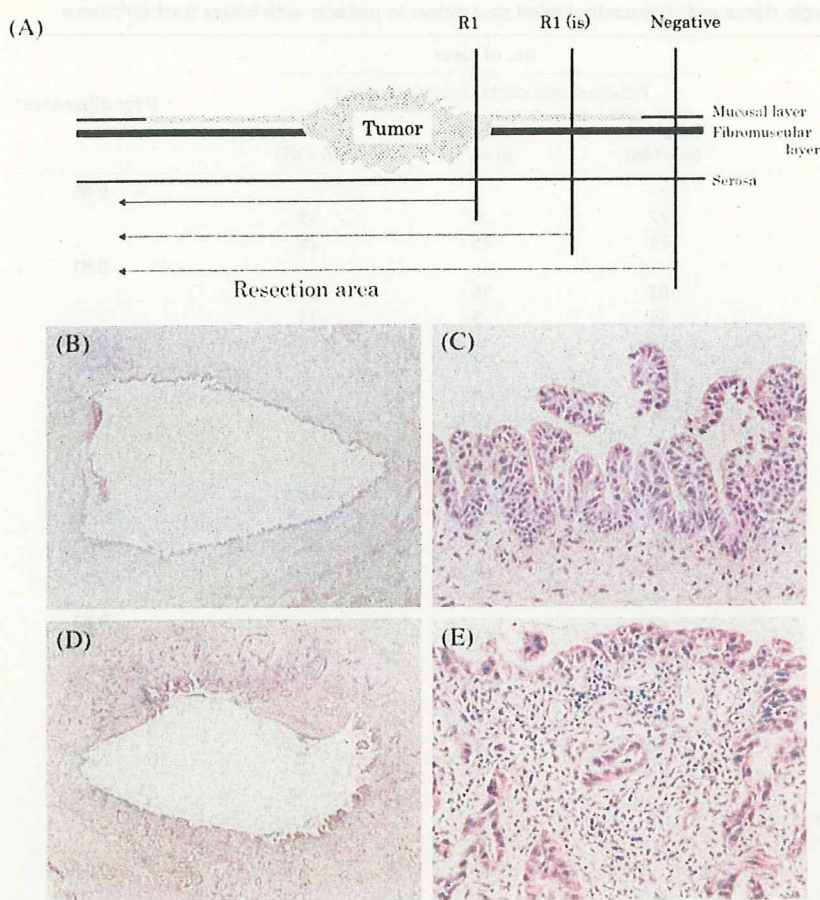 (A)
R1 R1 (is) Negative
Tumor
Mucosal layer
Fibromuscular
layer
Serosa
Resection area
(B)
(C)
(D)
(E)